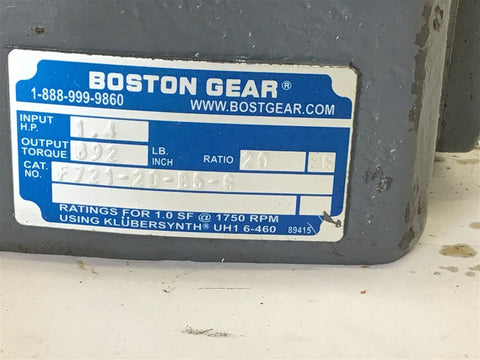 BOSTON GEAR®
1-888-999-9860 WWW.BOSTGEAR.COM
INPUT H.P. 1.4
OUTPUT TORQUE 892 LB. INCH RATIO 20
CAT. NO. F721-20-B5-G
RATINGS FOR 1.0 SF @ 1750 RPM
USING KLÜBERSYNTH® UH1 6-460 89415